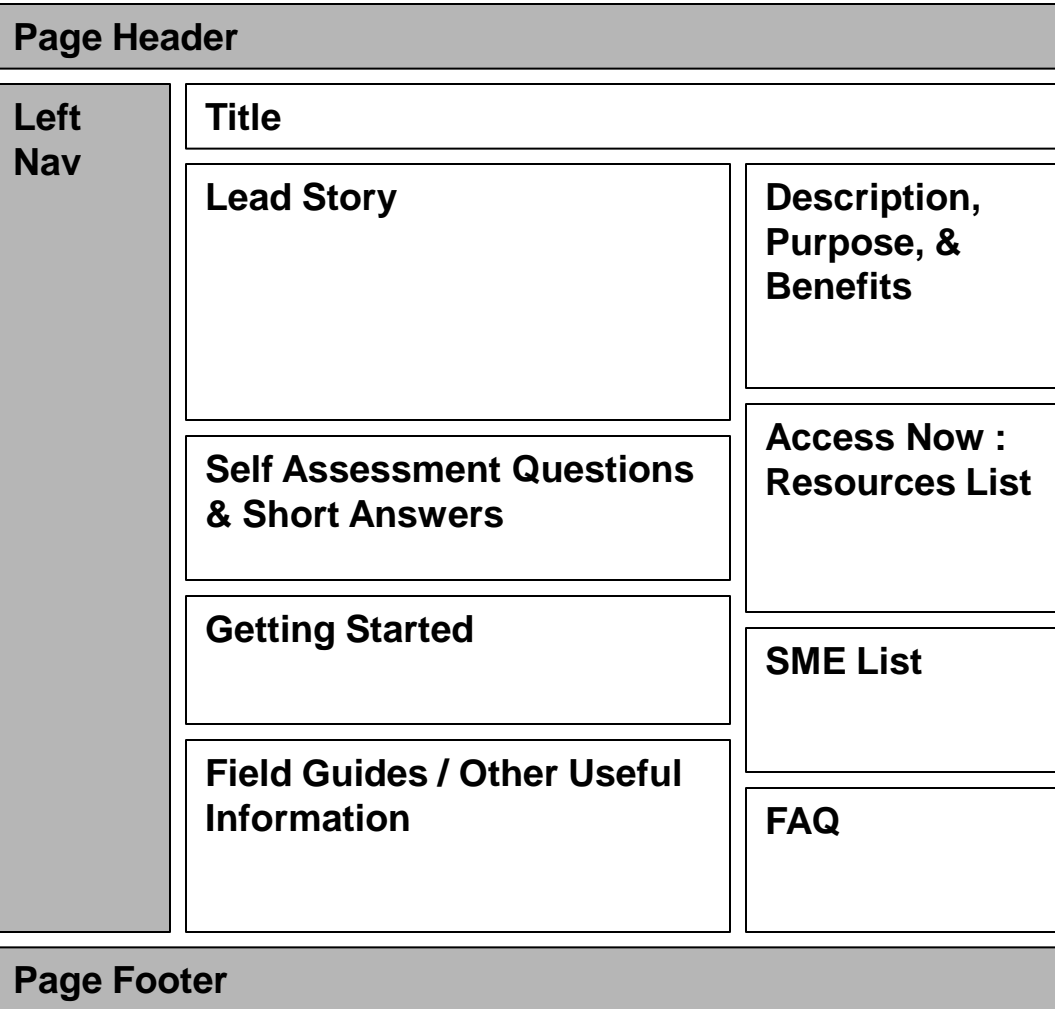 Page Header
Left
Nav
Title
Lead Story
Self Assessment Questions
& Short Answers
Getting Started
Field Guides / Other Useful
Information
Description,
Purpose, &
Benefits
Access Now :
Resources List
SME List
FAQ
Page Footer